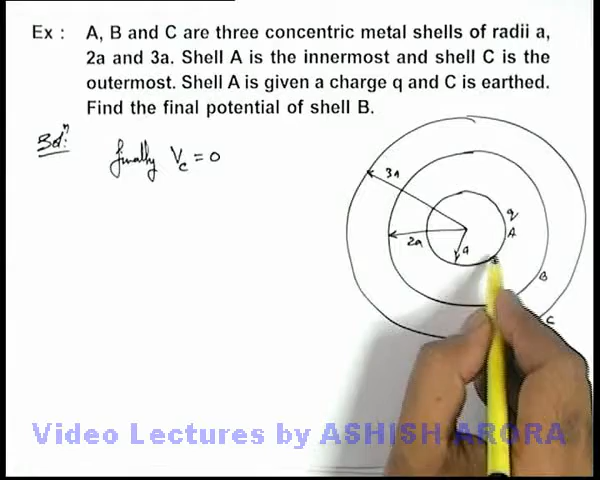 Ex : A, B and C are three concentric metal shells of radii a,
2a and 3a. Shell A is the innermost and shell C is the
outermost. Shell A is given a charge q and C is earthed.
Find the final potential of shell B.
Solⁿ:
finally V_c = 0
3a
q
A
2a
a
B
C
Video Lectures by ASHISH ARORA